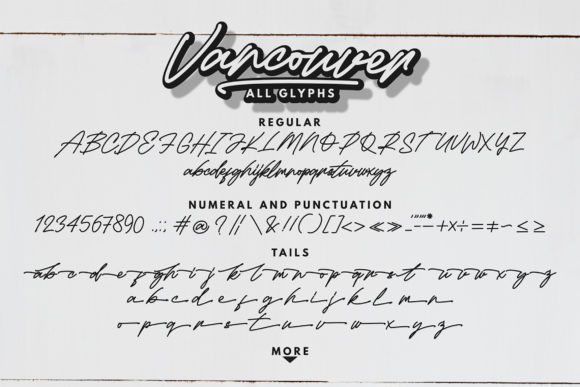 Vancouver
ALL GLYPHS
REGULAR
ABCDEFGHIJKLMNOPQRSTUVWXYZ
abcdefghijklmnopqrstuvwxyz
NUMERAL AND PUNCTUATION
1234567890 .,:; #@?/|\&!!()[]<>«»_-–—'"'"*+x÷=±~≤≥
TAILS
abcdefghijklmnopqrstuvwxyz
abcdefghijklmn
opqrstuvwxyz
MORE